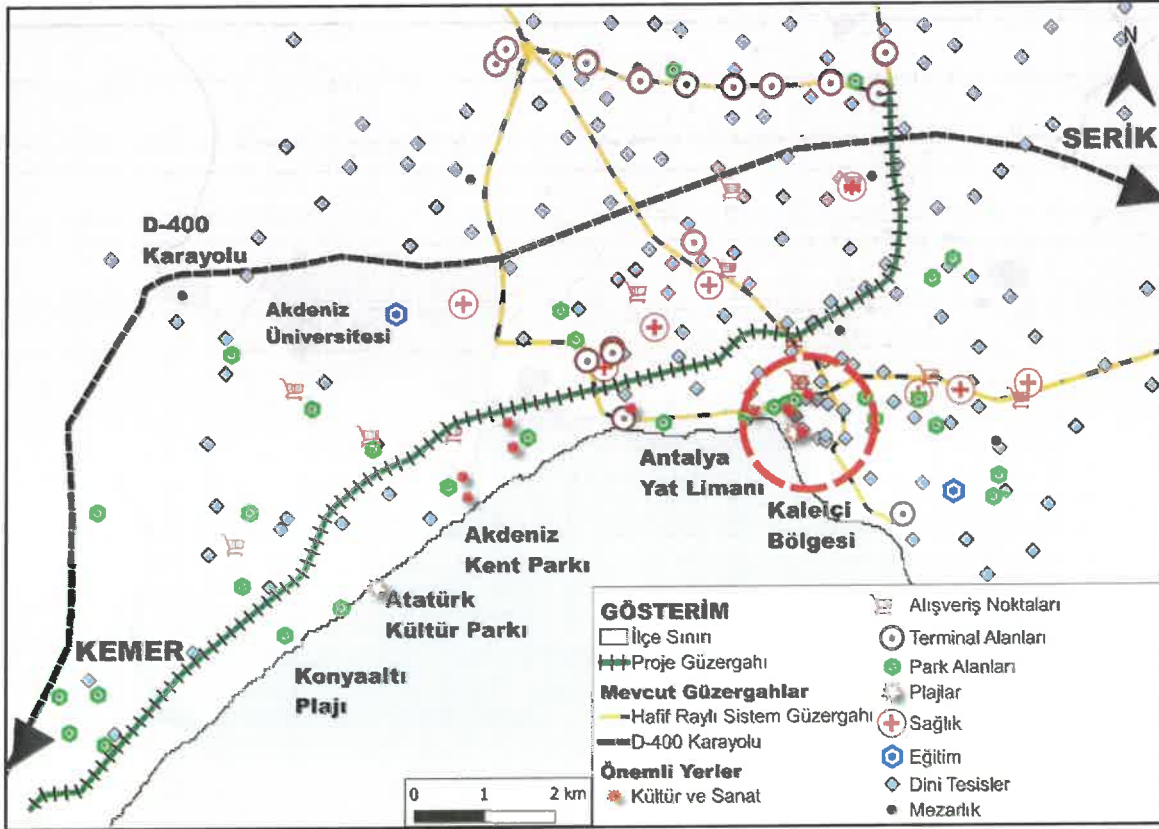 N
SERİK
D-400
Karayolu
Akdeniz
Üniversitesi
Antalya
Yat Limanı
Kaleiçi
Bölgesi
Akdeniz
Kent Parkı
Atatürk
Kültür Parkı
KEMER
Konyaaltı
Plajı
0 1 2 km
GÖSTERİM
İlçe Sınırı
Proje Güzergahı
Mevcut Güzergahlar
Hafif Raylı Sistem Güzergahı
D-400 Karayolu
Önemli Yerler
Kültür ve Sanat
Alışveriş Noktaları
Terminal Alanları
Park Alanları
Plajlar
Sağlık
Eğitim
Dini Tesisler
Mezarlık